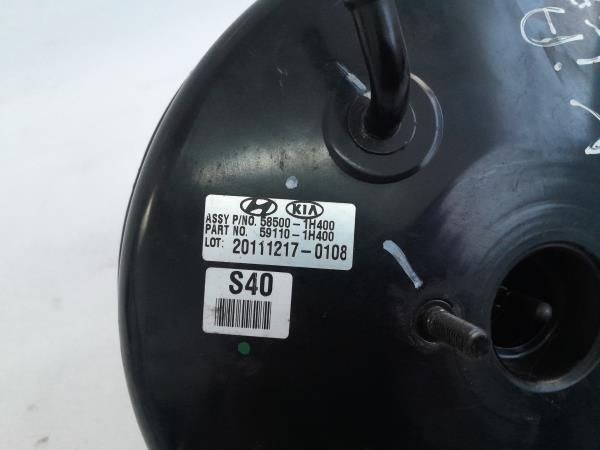 KIA
ASSY P/NO. 58500-1H400
PART NO. 59110-1H400
LOT: 20111217-0108
S40